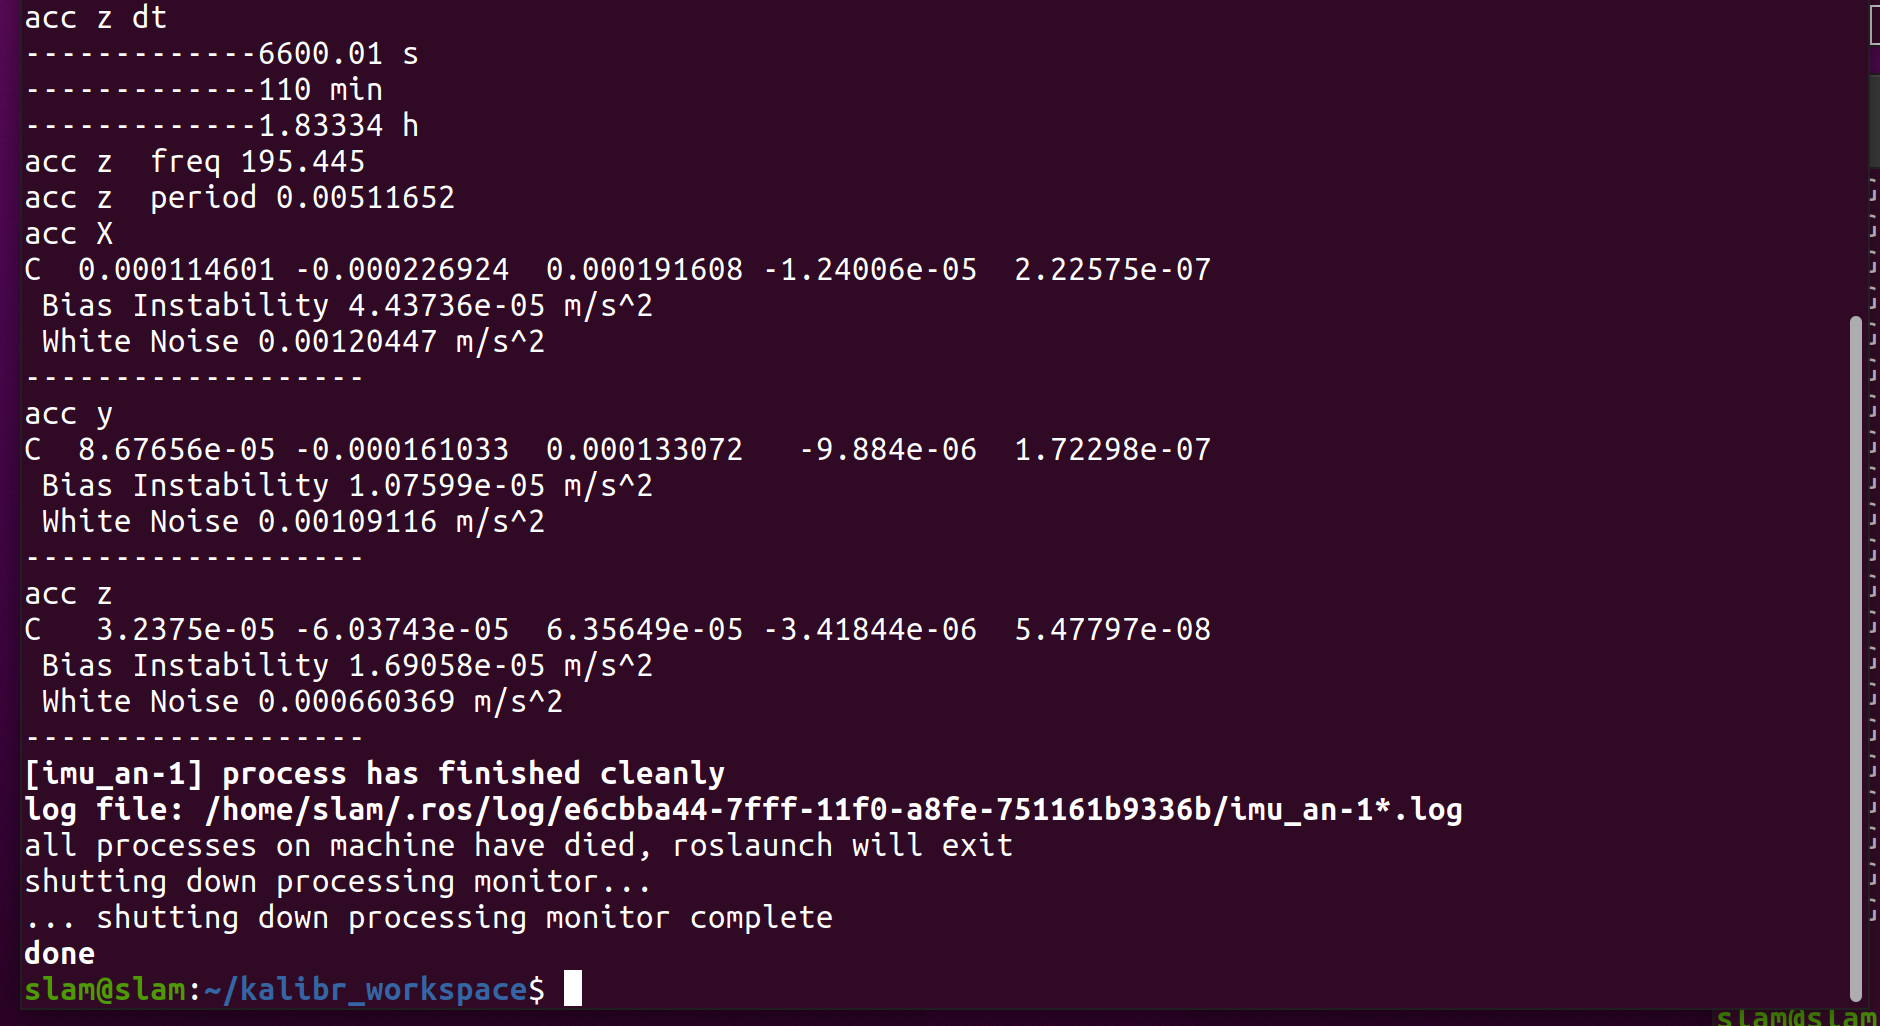 acc z dt
-------------6600.01 s
-------------110 min
-------------1.83334 h
acc z  freq 195.445
acc z  period 0.00511652
acc X
C  0.000114601 -0.000226924  0.000191608 -1.24006e-05  2.22575e-07
 Bias Instability 4.43736e-05 m/s^2
 White Noise 0.00120447 m/s^2
-------------------
acc y
C  8.67656e-05 -0.000161033  0.000133072   -9.884e-06  1.72298e-07
 Bias Instability 1.07599e-05 m/s^2
 White Noise 0.00109116 m/s^2
-------------------
acc z
C   3.2375e-05 -6.03743e-05  6.35649e-05 -3.41844e-06  5.47797e-08
 Bias Instability 1.69058e-05 m/s^2
 White Noise 0.000660369 m/s^2
-------------------
[imu_an-1] process has finished cleanly
log file: /home/slam/.ros/log/e6cbba44-7fff-11f0-a8fe-751161b9336b/imu_an-1*.log
all processes on machine have died, roslaunch will exit
shutting down processing monitor...
... shutting down processing monitor complete
done
slam@slam:~/kalibr_workspace$
slam@slam